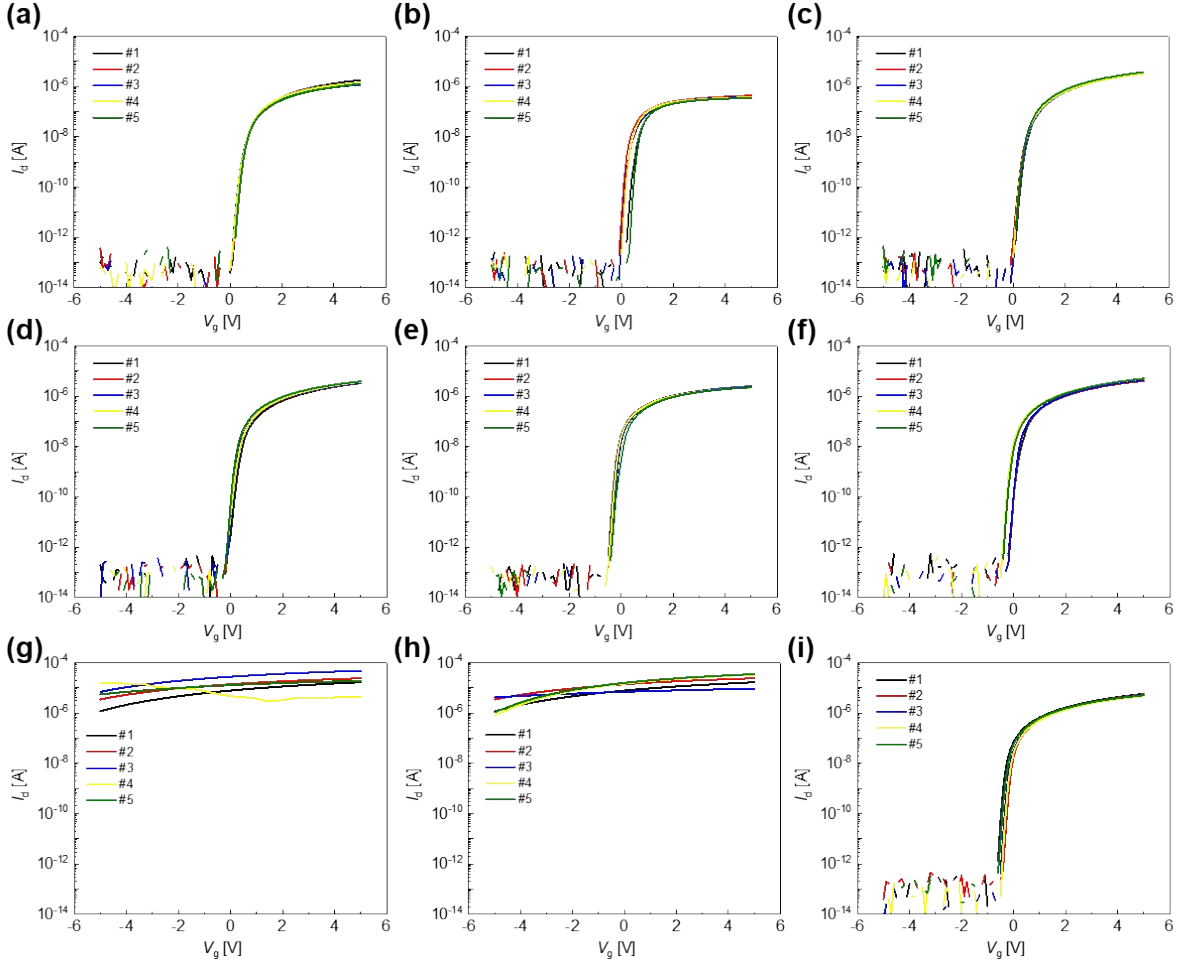 (a)
10⁻⁴
10⁻⁶
10⁻⁸
10⁻¹⁰
10⁻¹²
10⁻¹⁴
I_d [A]
#1
#2
#3
#4
#5
-6 -4 -2 0 2 4 6
V_g [V]
(b)
10⁻⁴
10⁻⁶
10⁻⁸
10⁻¹⁰
10⁻¹²
10⁻¹⁴
I_d [A]
#1
#2
#3
#4
#5
-6 -4 -2 0 2 4 6
V_g [V]
(c)
10⁻⁴
10⁻⁶
10⁻⁸
10⁻¹⁰
10⁻¹²
10⁻¹⁴
I_d [A]
#1
#2
#3
#4
#5
-6 -4 -2 0 2 4 6
V_g [V]
(d)
10⁻⁴
10⁻⁶
10⁻⁸
10⁻¹⁰
10⁻¹²
10⁻¹⁴
I_d [A]
#1
#2
#3
#4
#5
-6 -4 -2 0 2 4 6
V_g [V]
(e)
10⁻⁴
10⁻⁶
10⁻⁸
10⁻¹⁰
10⁻¹²
10⁻¹⁴
I_d [A]
#1
#2
#3
#4
#5
-6 -4 -2 0 2 4 6
V_g [V]
(f)
10⁻⁴
10⁻⁶
10⁻⁸
10⁻¹⁰
10⁻¹²
10⁻¹⁴
I_d [A]
#1
#2
#3
#4
#5
-6 -4 -2 0 2 4 6
V_g [V]
(g)
10⁻⁴
10⁻⁶
10⁻⁸
10⁻¹⁰
10⁻¹²
10⁻¹⁴
I_d [A]
#1
#2
#3
#4
#5
-6 -4 -2 0 2 4 6
V_g [V]
(h)
10⁻⁴
10⁻⁶
10⁻⁸
10⁻¹⁰
10⁻¹²
10⁻¹⁴
I_d [A]
#1
#2
#3
#4
#5
-6 -4 -2 0 2 4 6
V_g [V]
(i)
10⁻⁴
10⁻⁶
10⁻⁸
10⁻¹⁰
10⁻¹²
10⁻¹⁴
I_d [A]
#1
#2
#3
#4
#5
-6 -4 -2 0 2 4 6
V_g [V]